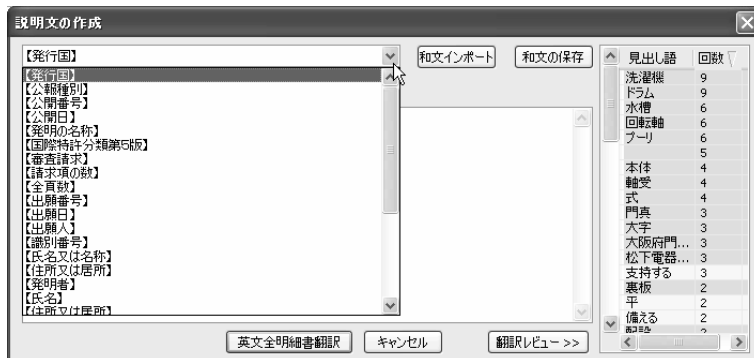 説明文の作成
【発行国】
和文インポート
和文の保存
【発行国】
【公報種別】
【公開番号】
【公開日】
【発明の名称】
【国際特許分類第5版】
【審査請求】
【請求項の数】
【全頁数】
【出願番号】
【出願日】
【出願人】
【識別番号】
【氏名又は名称】
【住所又は居所】
【発明者】
【氏名】
【住所又は居所】
見出し語 回数
洗濯機 9
ドラム 9
水槽 6
回転軸 6
プーリ 6
5
本体 4
軸受 4
式 4
門真 3
大字 3
大阪府門... 3
松下電器... 3
支持する 3
裏板 2
平 2
備える 2
配設 2
英文全明細書翻訳
キャンセル
翻訳レビュー >>